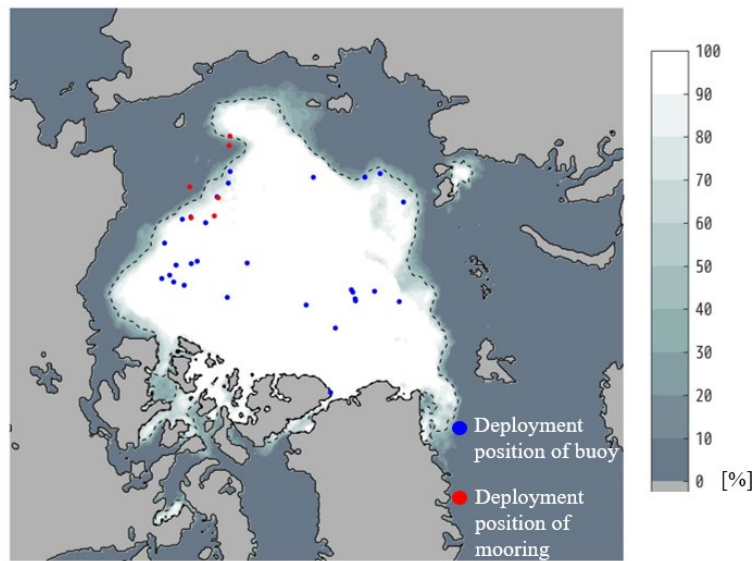 100
90
80
70
60
50
40
30
20
10
0 [%]
Deployment
position of buoy
Deployment
position of
mooring